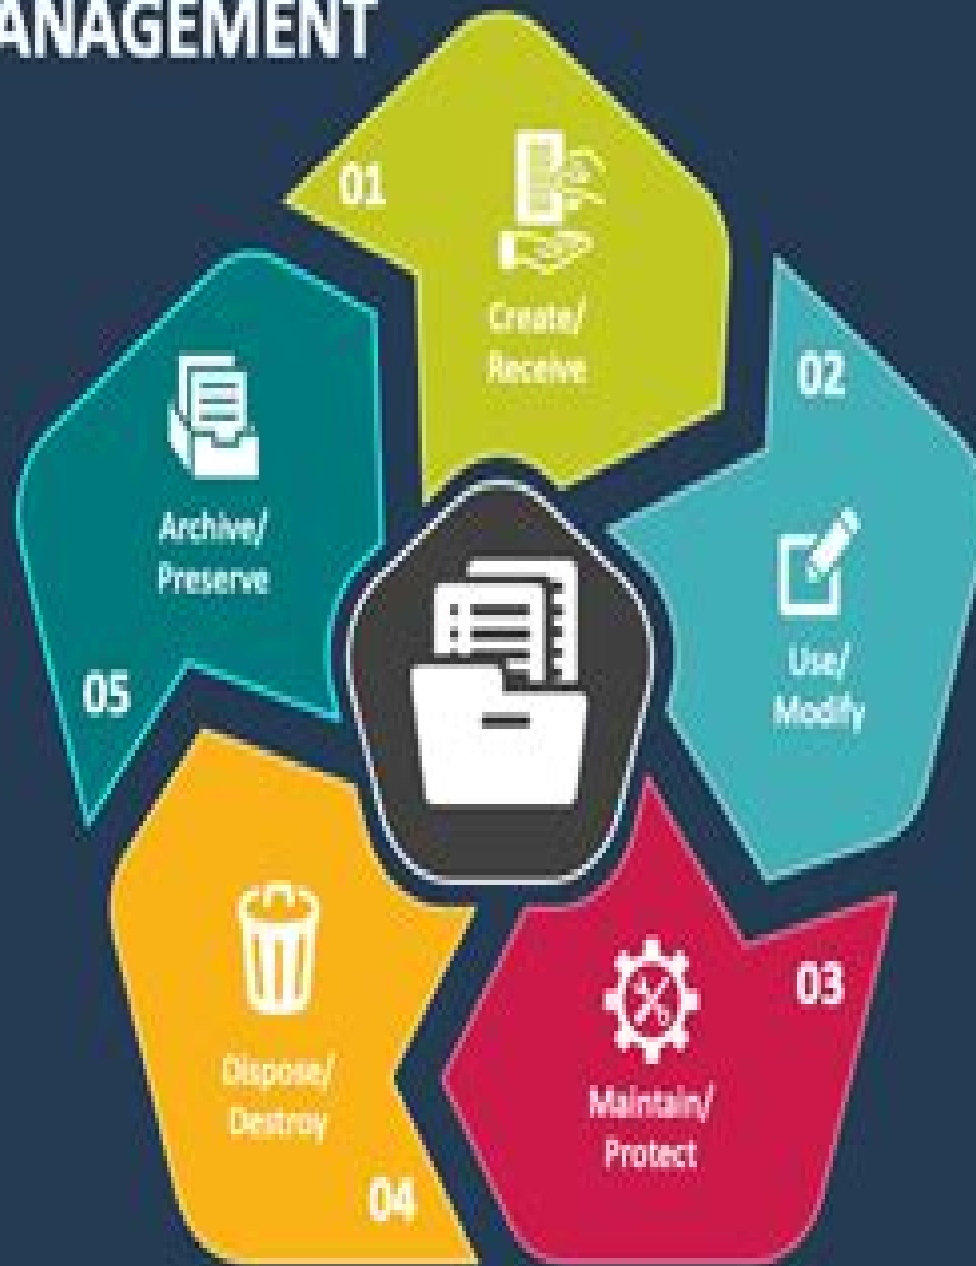 ANAGEMENT
01
Create/
Receive
02
Use/
Modify
03
Maintain/
Protect
04
Dispose/
Destroy
05
Archive/
Preserve